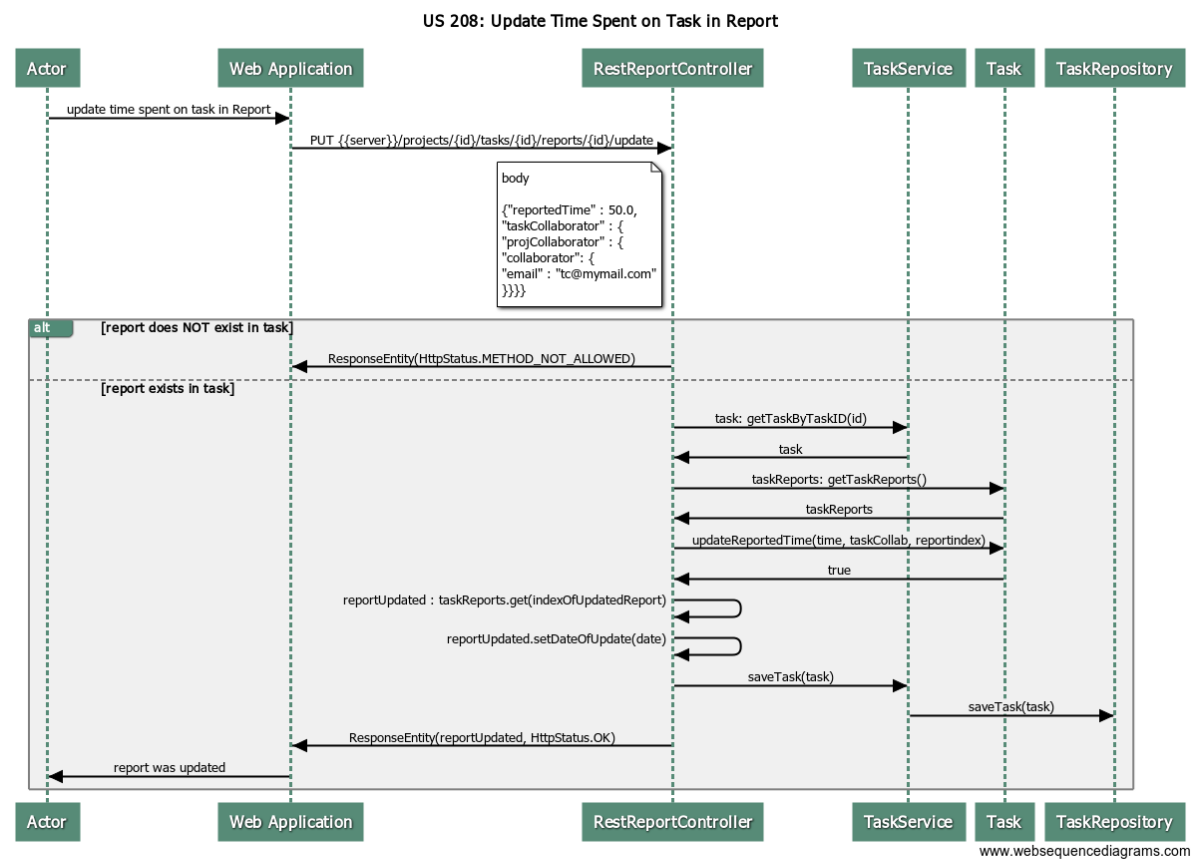 US 208: Update Time Spent on Task in Report
Actor
Web Application
RestReportController
TaskService
Task
TaskRepository
update time spent on task in Report
PUT {{server}}/projects/{id}/tasks/{id}/reports/{id}/update
body
{"reportedTime" : 50.0,
"taskCollaborator" : {
"projCollaborator" : {
"collaborator": {
"email" : "tc@mymail.com"
}}}}
alt
[report does NOT exist in task]
ResponseEntity(HttpStatus.METHOD_NOT_ALLOWED)
[report exists in task]
task: getTaskByTaskID(id)
task
taskReports: getTaskReports()
taskReports
updateReportedTime(time, taskCollab, reportindex)
true
reportUpdated : taskReports.get(indexOfUpdatedReport)
reportUpdated.setDateOfUpdate(date)
saveTask(task)
saveTask(task)
ResponseEntity(reportUpdated, HttpStatus.OK)
report was updated
Actor
Web Application
RestReportController
TaskService
Task
TaskRepository
www.websequencediagrams.com